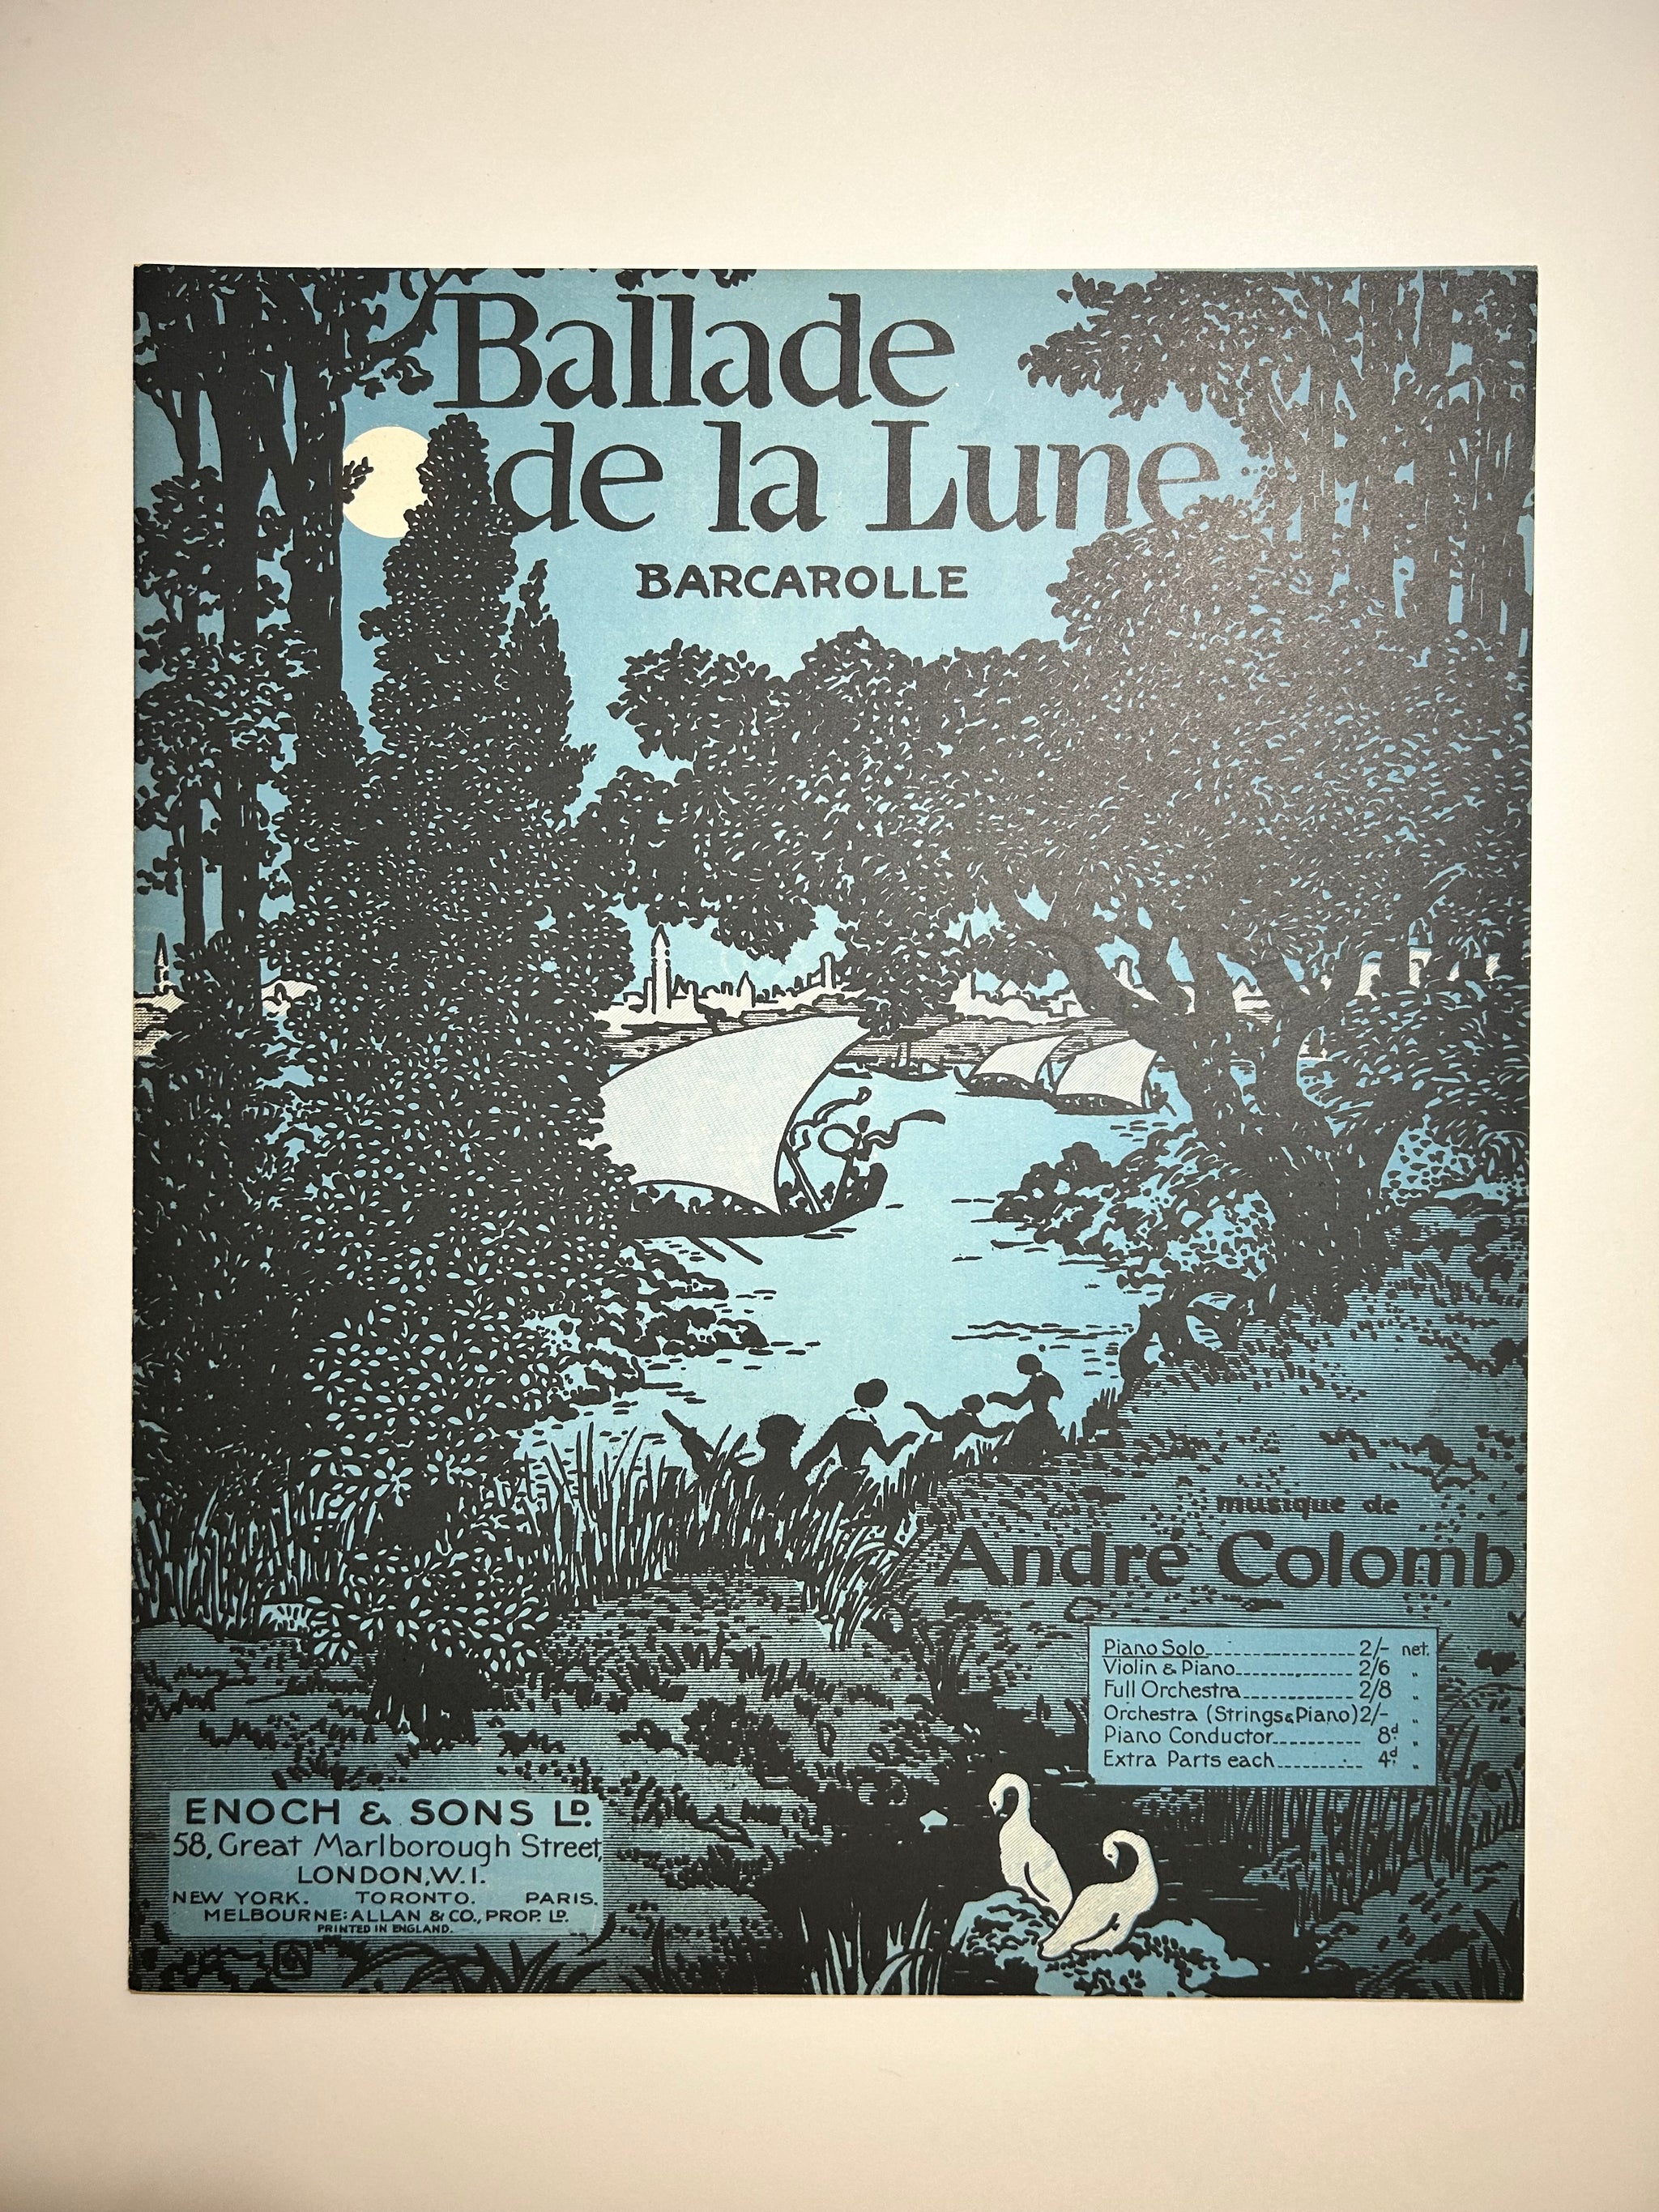 Ballade
de la Lune
BARCAROLLE
musique de
André Colomb
Piano Solo 2/- net.
Violin & Piano 2/6 "
Full Orchestra 2/8 "
Orchestra (Strings & Piano) 2/- "
Piano Conductor 8d. "
Extra Parts each 4d. "
ENOCH & SONS LD.
58, Great Marlborough Street,
LONDON, W.1.
NEW YORK. TORONTO. PARIS.
MELBOURNE: ALLAN & CO., PROP. LD.
PRINTED IN ENGLAND.